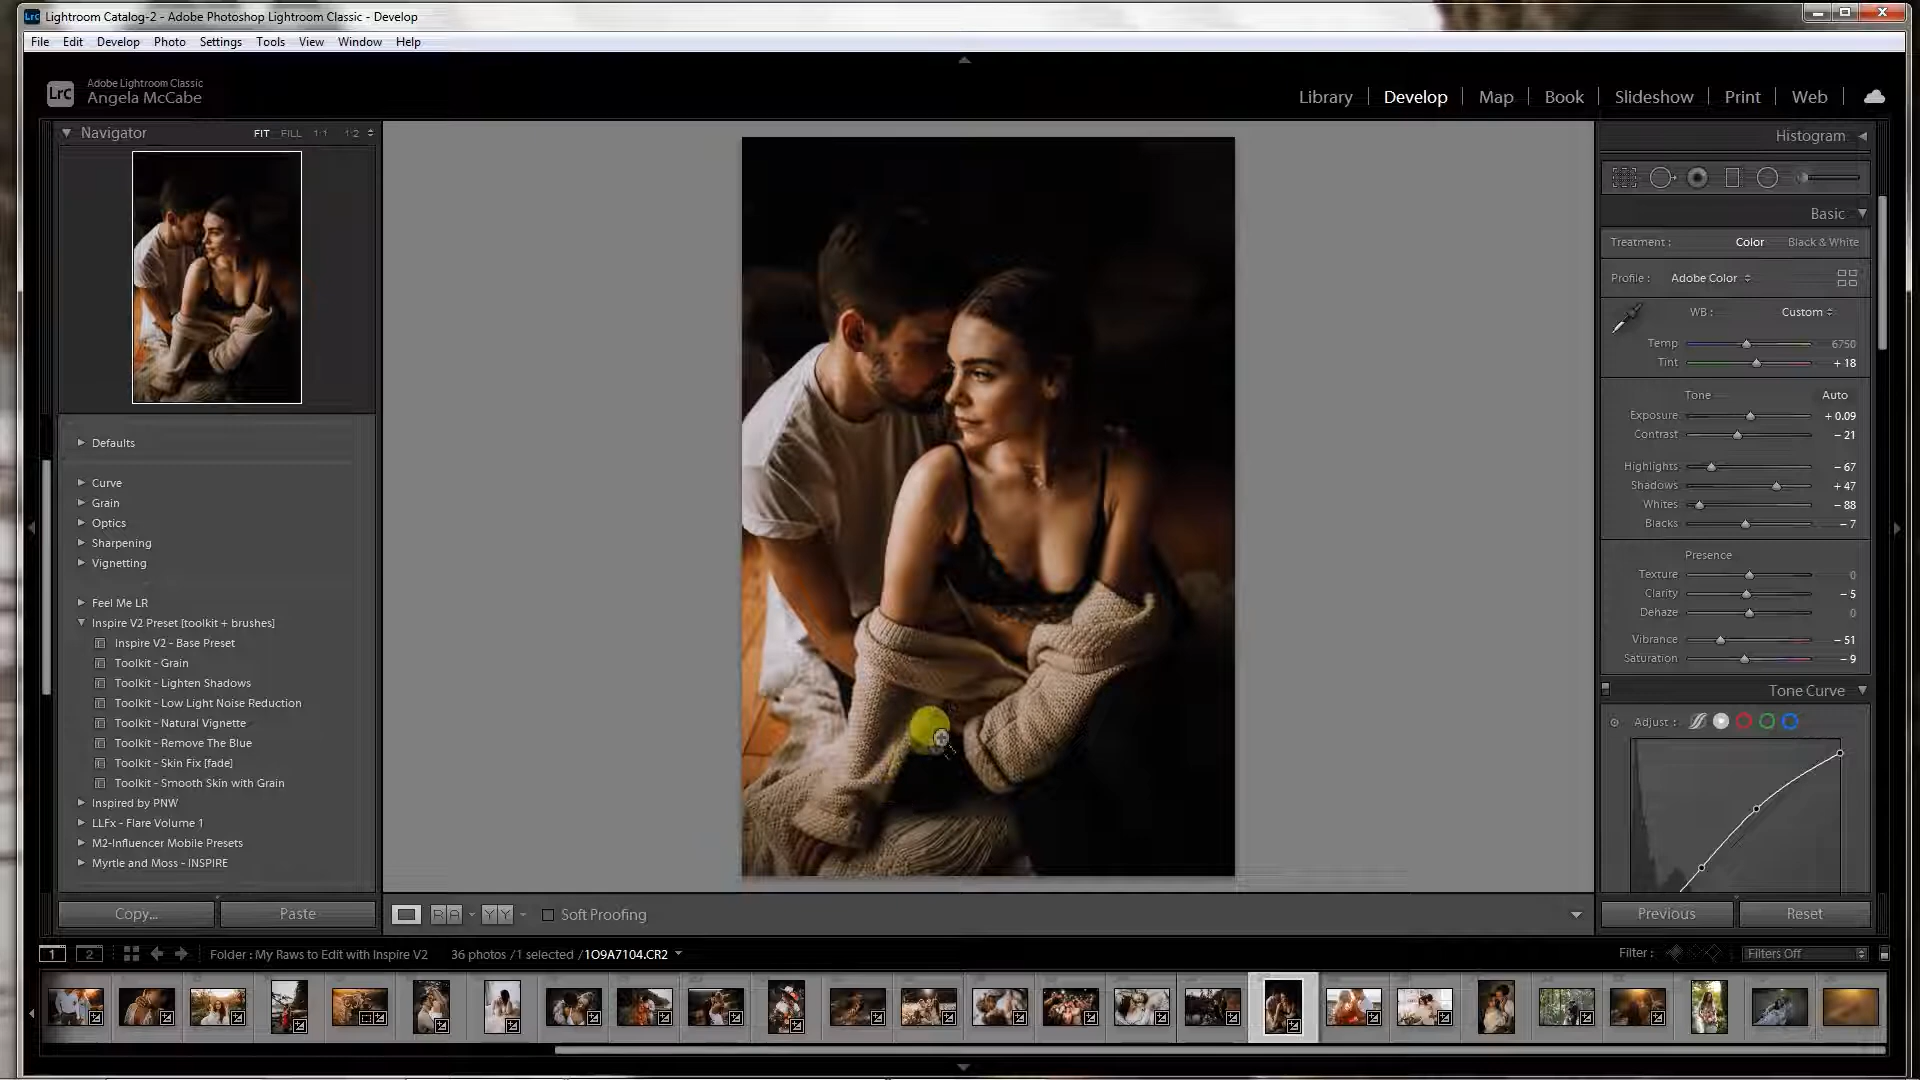 Lightroom Catalog-2 - Adobe Photoshop Lightroom Classic - Develop
File Edit Develop Photo Settings Tools View Window Help
LrC
Adobe Lightroom Classic
Angela McCabe
Library Develop Map Book Slideshow Print Web
Navigator FIT FILL 1:1 1:2
Defaults
Curve
Grain
Optics
Sharpening
Vignetting
Feel Me LR
Inspire V2 Preset [toolkit + brushes]
Inspire V2 - Base Preset
Toolkit - Grain
Toolkit - Lighten Shadows
Toolkit - Low Light Noise Reduction
Toolkit - Natural Vignette
Toolkit - Remove The Blue
Toolkit - Skin Fix [fade]
Toolkit - Smooth Skin with Grain
Inspired by PNW
LLFx - Flare Volume 1
M2-Influencer Mobile Presets
Myrtle and Moss - INSPIRE
Copy... Paste
Histogram
Basic
Treatment : Color Black & White
Profile : Adobe Color
WB : Custom
Temp 6750
Tint + 18
Tone Auto
Exposure + 0.09
Contrast – 21
Highlights – 67
Shadows + 47
Whites – 88
Blacks – 7
Presence
Texture 0
Clarity – 5
Dehaze 0
Vibrance – 51
Saturation – 9
Tone Curve
Adjust :
Previous Reset
R A Y Y Soft Proofing
1 2 Folder : My Raws to Edit with Inspire V2 36 photos / 1 selected / 1O9A7104.CR2 Filter : Filters Off